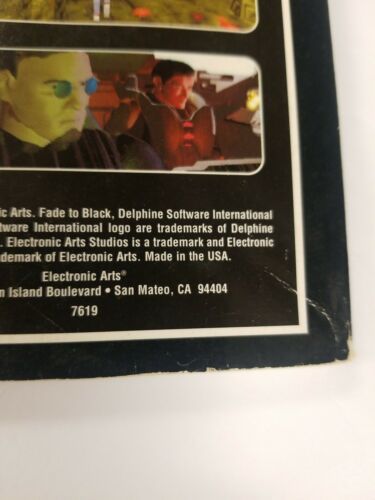 ic Arts. Fade to Black, Delphine Software International
tware International logo are trademarks of Delphine
. Electronic Arts Studios is a trademark and Electronic
demark of Electronic Arts. Made in the USA.
Electronic Arts®
n Island Boulevard • San Mateo, CA 94404
7619